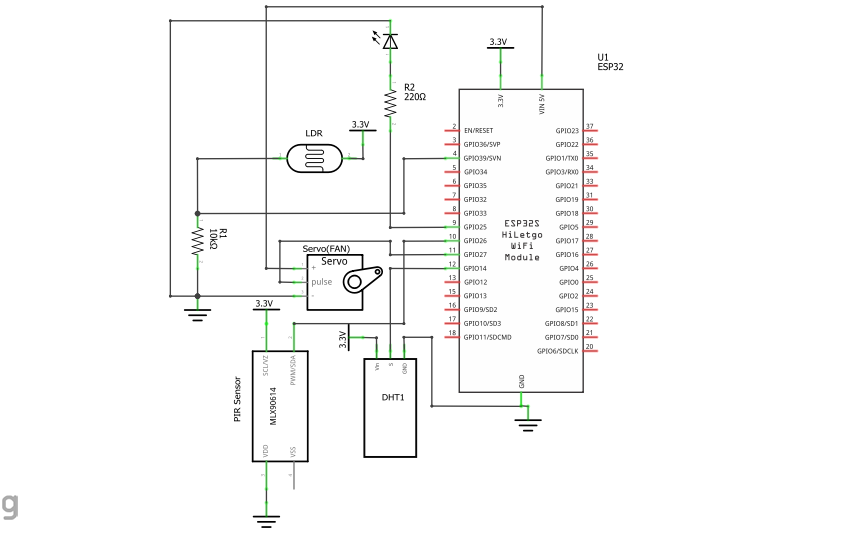 3.3V
U1
ESP32
3.3V
VIN 5V
R2
220Ω
3.3V
LDR
2 EN/RESET
3 GPIO36/SVP
4 GPIO39/SVN
5 GPIO34
6 GPIO35
7 GPIO32
8 GPIO33
9 GPIO25
10 GPIO26
11 GPIO27
12 GPIO14
13 GPIO12
15 GPIO13
16 GPIO9/SD2
17 GPIO10/SD3
18 GPIO11/SDCMD
GPIO23 37
GPIO22 36
GPIO1/TX0 35
GPIO3/RX0 34
GPIO21 33
GPIO19 31
GPIO18 30
GPIO5 29
GPIO17 28
GPIO16 27
GPIO4 26
GPIO0 25
GPIO2 24
GPIO15 23
GPIO8/SD1 22
GPIO7/SD0 21
GPIO6/SDCLK 20
ESP32S
HiLetgo
WiFi
Module
GND
R1
10kΩ
Servo(FAN)
Servo
+
pulse
-
3.3V
3.3V
SCL/VZ
PWM/SDA
PIR Sensor
MLX90614
VDD
VSS
Vin
S
GND
DHT1
g